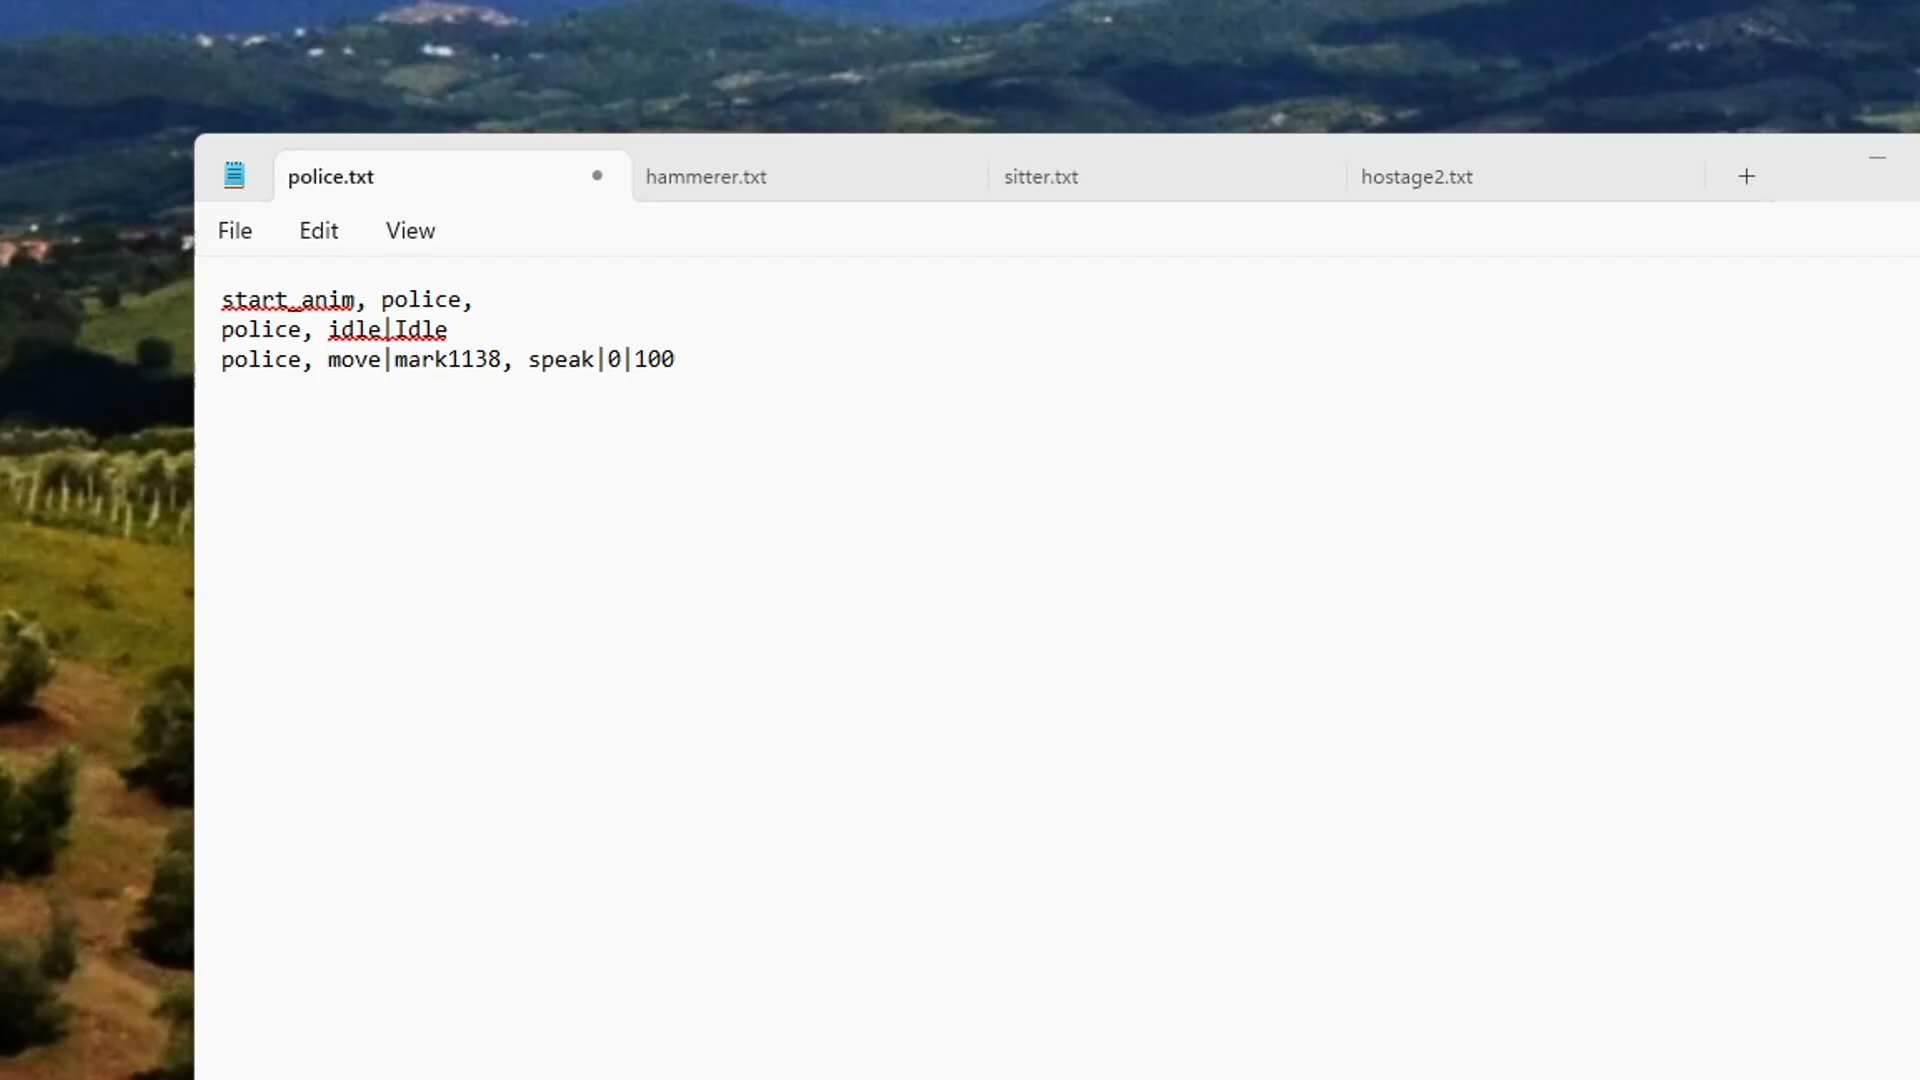 police.txt
hammerer.txt
sitter.txt
hostage2.txt
File Edit View
start_anim, police,
police, idle|Idle
police, move|mark1138, speak|0|100